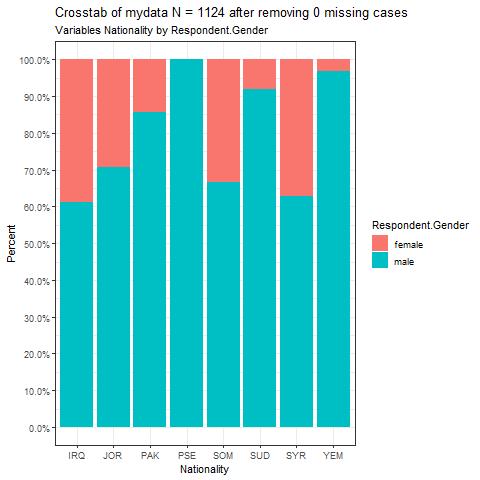 Crosstab of mydata N = 1124 after removing 0 missing cases
Variables Nationality by Respondent.Gender
100.0%
90.0%
80.0%
70.0%
60.0%
50.0%
40.0%
30.0%
20.0%
10.0%
0.0%
Percent
IRQ JOR PAK PSE SOM SUD SYR YEM
Nationality
Respondent.Gender
female
male